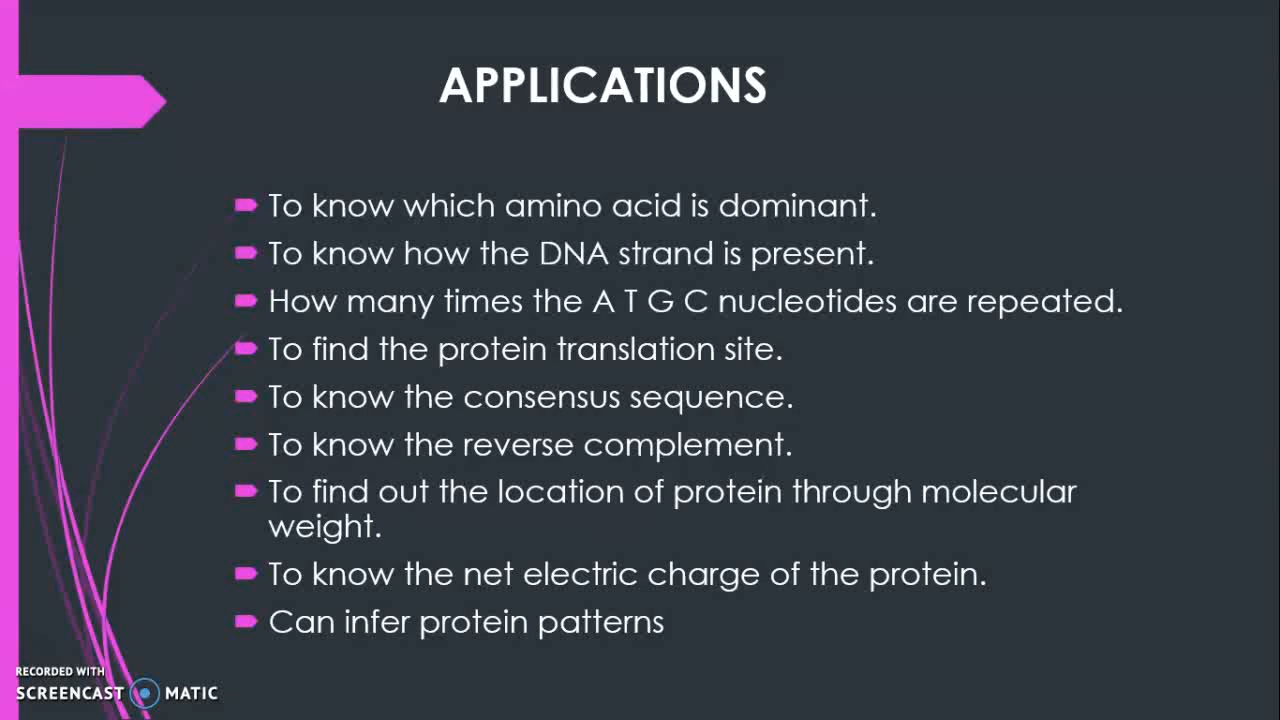 APPLICATIONS
To know which amino acid is dominant.
To know how the DNA strand is present.
How many times the A T G C nucleotides are repeated.
To find the protein translation site.
To know the consensus sequence.
To know the reverse complement.
To find out the location of protein through molecular
weight.
To know the net electric charge of the protein.
Can infer protein patterns
RECORDED WITH
SCREENCAST MATIC